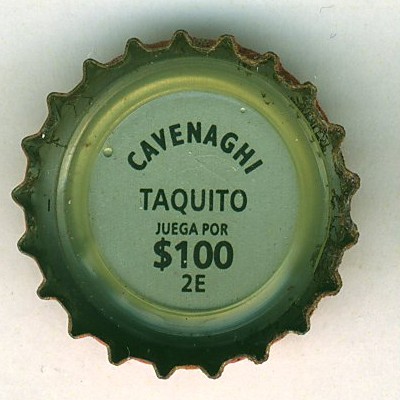 CAVENAGHI
TAQUITO
JUEGA POR
$100
2E